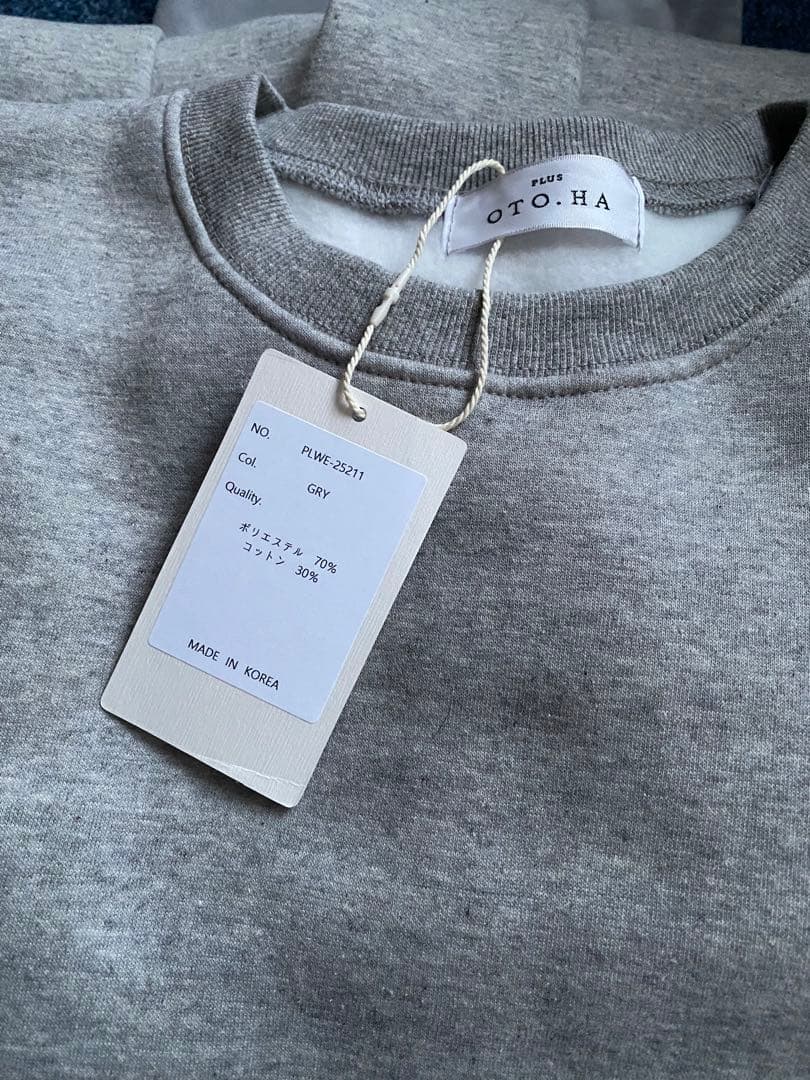 PLUS
OTO.HA
NO. PLWE-25211
Col. GRY
Quality.
ポリエステル 70%
コットン 30%
MADE IN KOREA